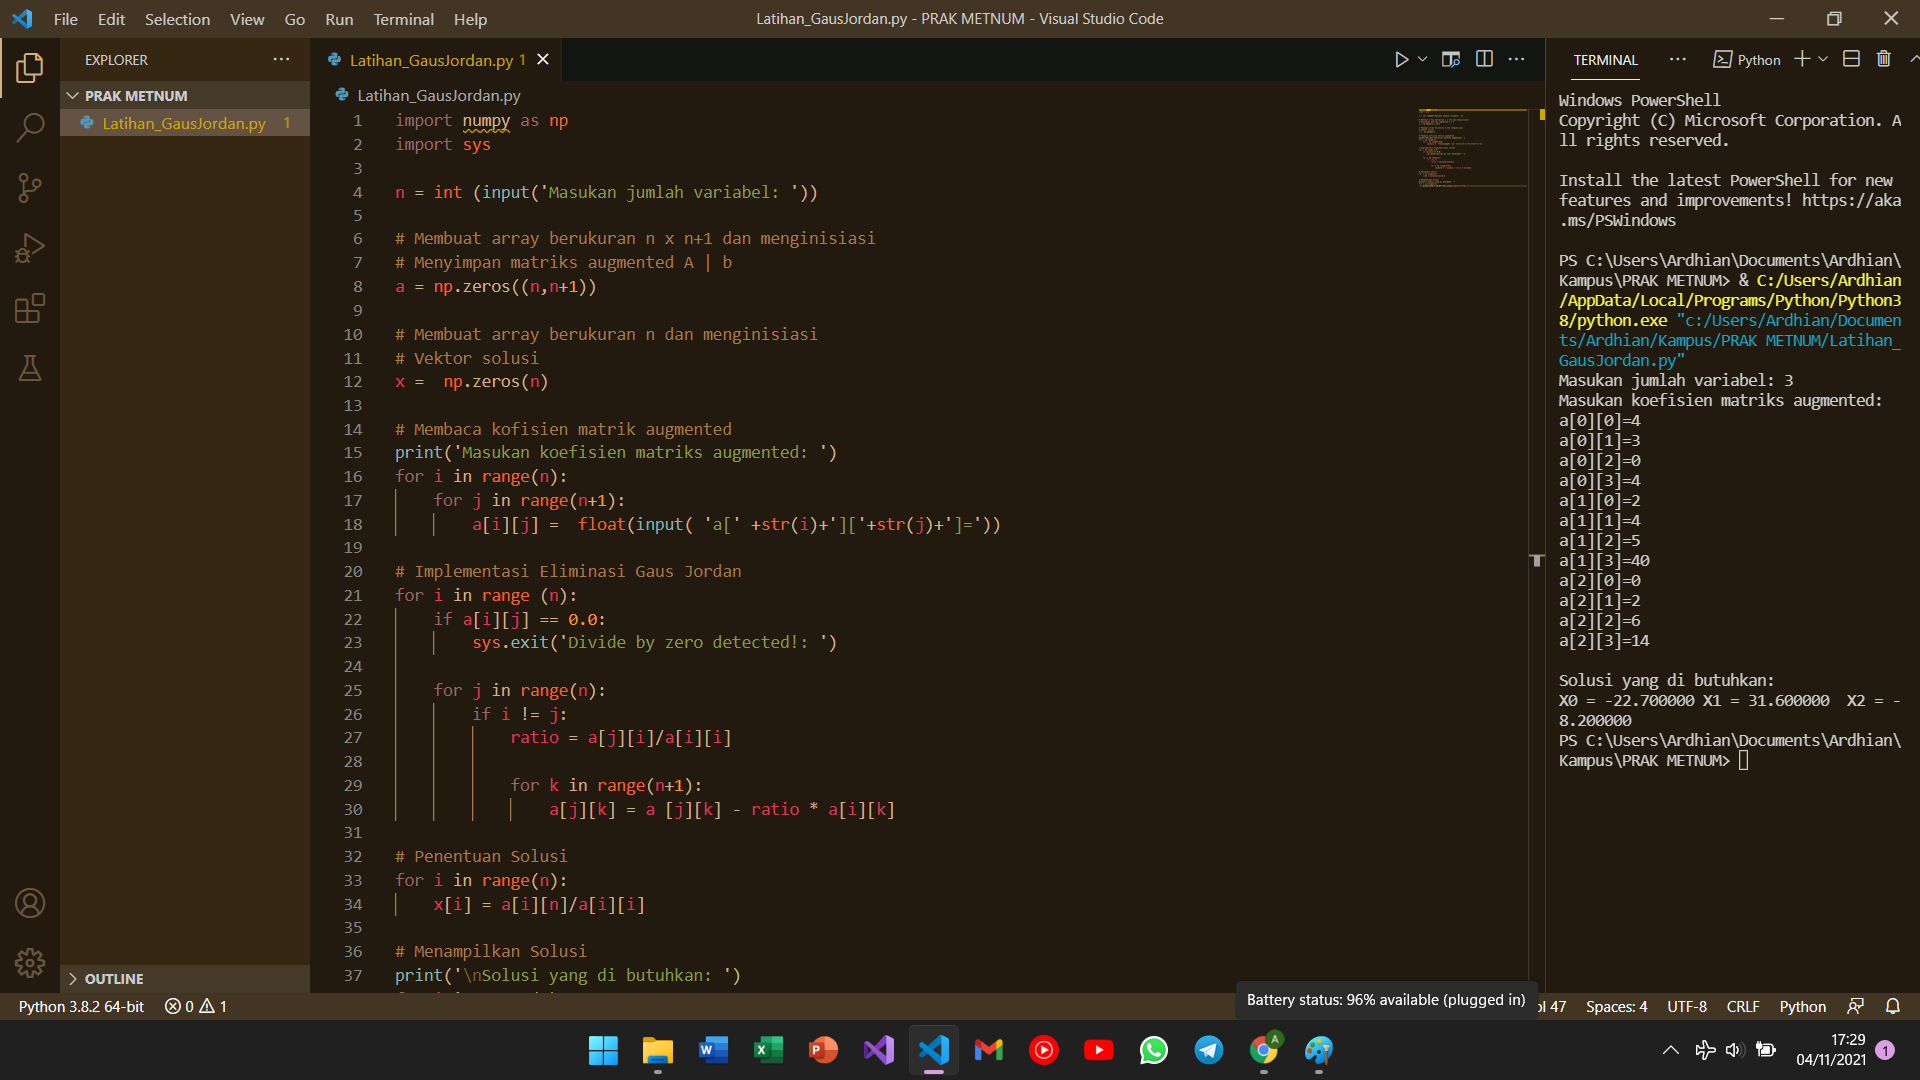 File Edit Selection View Go Run Terminal Help
Latihan_GausJordan.py - PRAK METNUM - Visual Studio Code
EXPLORER
PRAK METNUM
Latihan_GausJordan.py 1
OUTLINE
Latihan_GausJordan.py 1
Latihan_GausJordan.py
1 import numpy as np
2 import sys
3
4 n = int (input('Masukan jumlah variabel: '))
5
6 # Membuat array berukuran n x n+1 dan menginisiasi
7 # Menyimpan matriks augmented A | b
8 a = np.zeros((n,n+1))
9
10 # Membuat array berukuran n dan menginisiasi
11 # Vektor solusi
12 x =  np.zeros(n)
13
14 # Membaca kofisien matrik augmented
15 print('Masukan koefisien matriks augmented: ')
16 for i in range(n):
17     for j in range(n+1):
18         a[i][j] =  float(input( 'a[' +str(i)+']['+str(j)+']='))
19
20 # Implementasi Eliminasi Gaus Jordan
21 for i in range (n):
22     if a[i][j] == 0.0:
23         sys.exit('Divide by zero detected!: ')
24
25     for j in range(n):
26         if i != j:
27             ratio = a[j][i]/a[i][i]
28
29             for k in range(n+1):
30                 a[j][k] = a [j][k] - ratio * a[i][k]
31
32 # Penentuan Solusi
33 for i in range(n):
34     x[i] = a[i][n]/a[i][i]
35
36 # Menampilkan Solusi
37 print('\nSolusi yang di butuhkan: ')
TERMINAL
Python
Windows PowerShell
Copyright (C) Microsoft Corporation. A
ll rights reserved.
Install the latest PowerShell for new
features and improvements! https://aka
.ms/PSWindows
PS C:\Users\Ardhian\Documents\Ardhian\
Kampus\PRAK METNUM> & C:/Users/Ardhian
/AppData/Local/Programs/Python/Python3
8/python.exe "c:/Users/Ardhian/Documen
ts/Ardhian/Kampus/PRAK METNUM/Latihan_
GausJordan.py"
Masukan jumlah variabel: 3
Masukan koefisien matriks augmented:
a[0][0]=4
a[0][1]=3
a[0][2]=0
a[0][3]=4
a[1][0]=2
a[1][1]=4
a[1][2]=5
a[1][3]=40
a[2][0]=0
a[2][1]=2
a[2][2]=6
a[2][3]=14
Solusi yang di butuhkan:
X0 = -22.700000 X1 = 31.600000  X2 = -
8.200000
PS C:\Users\Ardhian\Documents\Ardhian\
Kampus\PRAK METNUM>
Battery status: 96% available (plugged in)
Python 3.8.2 64-bit 0 1
ol 47 Spaces: 4 UTF-8 CRLF Python
17:29
04/11/2021 1